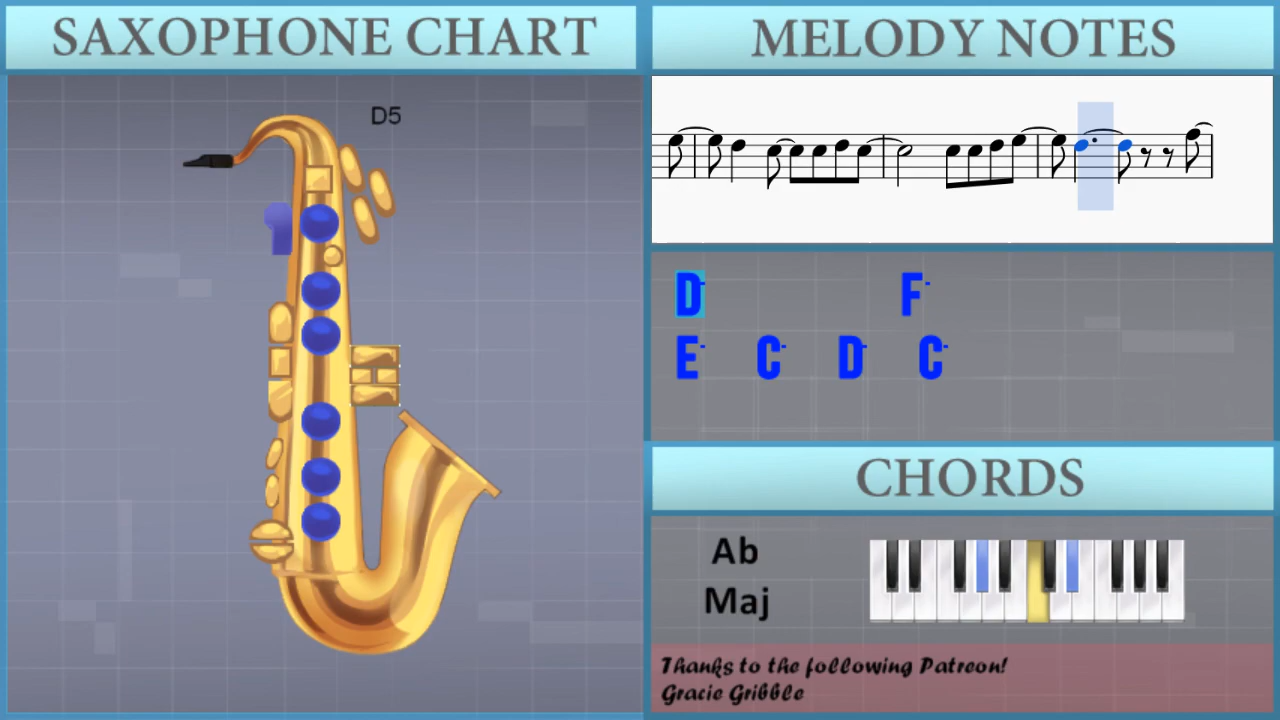 SAXOPHONE CHART
D5
MELODY NOTES
D- F-
E- C- D- C-
CHORDS
Ab
Maj
Thanks to the following Patreon!
Gracie Gribble